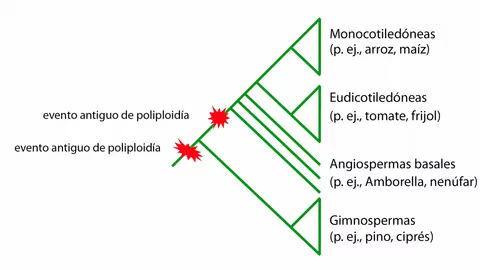 Monocotiledóneas
(p. ej., arroz, maíz)
Eudicotiledóneas
(p. ej., tomate, frijol)
evento antiguo de poliploidía
evento antiguo de poliploidía
Angiospermas basales
(p. ej., Amborella, nenúfar)
Gimnospermas
(p. ej., pino, ciprés)